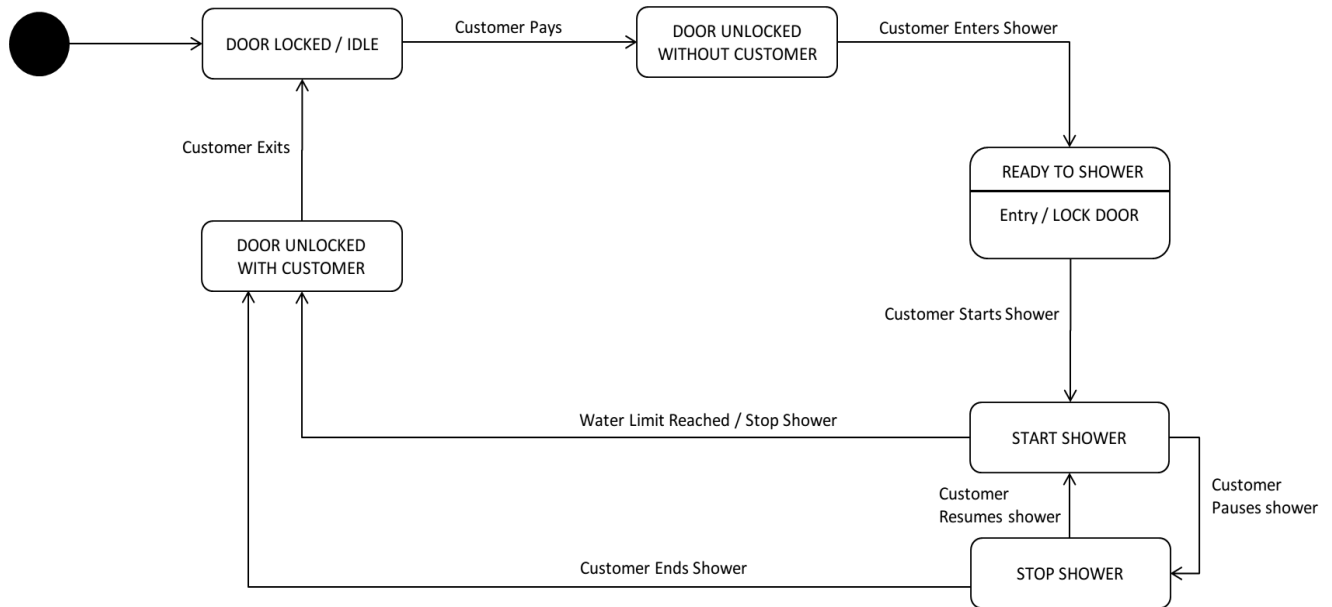 DOOR LOCKED / IDLE
Customer Pays
DOOR UNLOCKED
WITHOUT CUSTOMER
Customer Enters Shower
Customer Exits
READY TO SHOWER
Entry / LOCK DOOR
DOOR UNLOCKED
WITH CUSTOMER
Customer Starts Shower
Water Limit Reached / Stop Shower
START SHOWER
Customer
Resumes shower
Customer
Pauses shower
Customer Ends Shower
STOP SHOWER